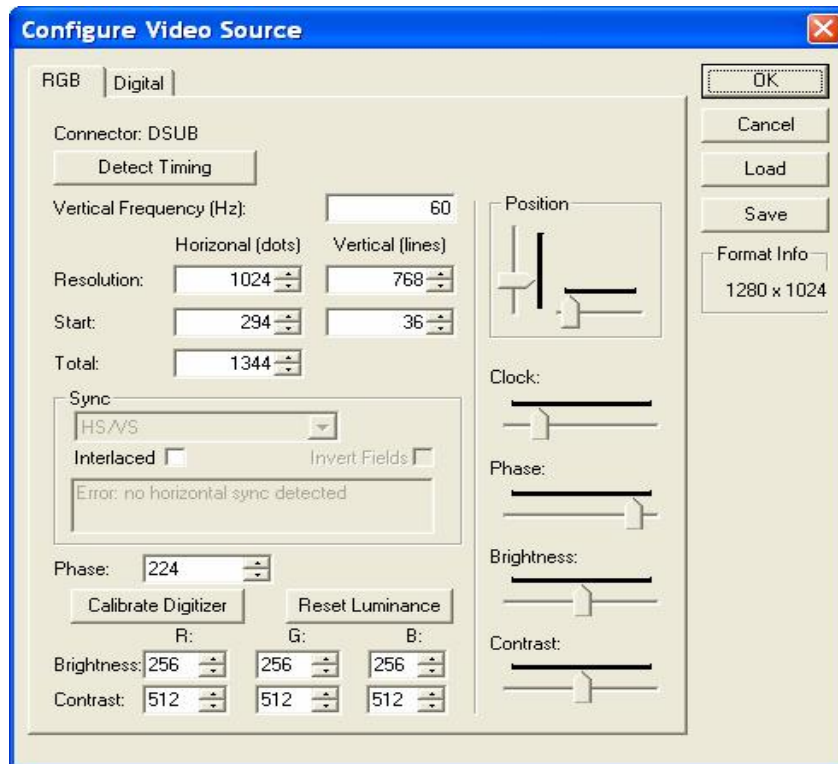 Configure Video Source
RGB
Digital
OK
Cancel
Load
Save
Format Info
1280 x 1024
Connector: DSUB
Detect Timing
Vertical Frequency (Hz): 60
Horizonal (dots) Vertical (lines)
Resolution: 1024 768
Start: 294 36
Total: 1344
Sync
HS/VS
Interlaced Invert Fields
Error: no horizontal sync detected
Phase: 224
Calibrate Digitizer Reset Luminance
R: G: B:
Brightness: 256 256 256
Contrast: 512 512 512
Position
Clock:
Phase:
Brightness:
Contrast: